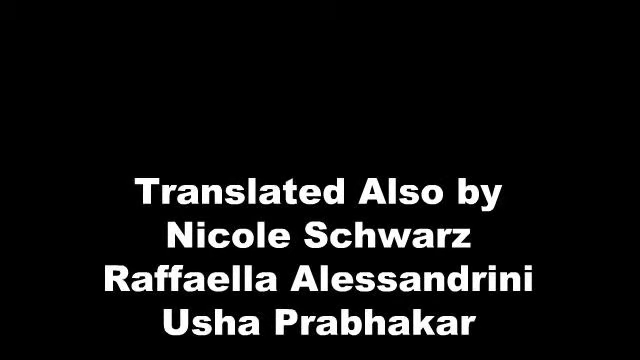 Translated Also by
Nicole Schwarz
Raffaella Alessandrini
Usha Prabhakar